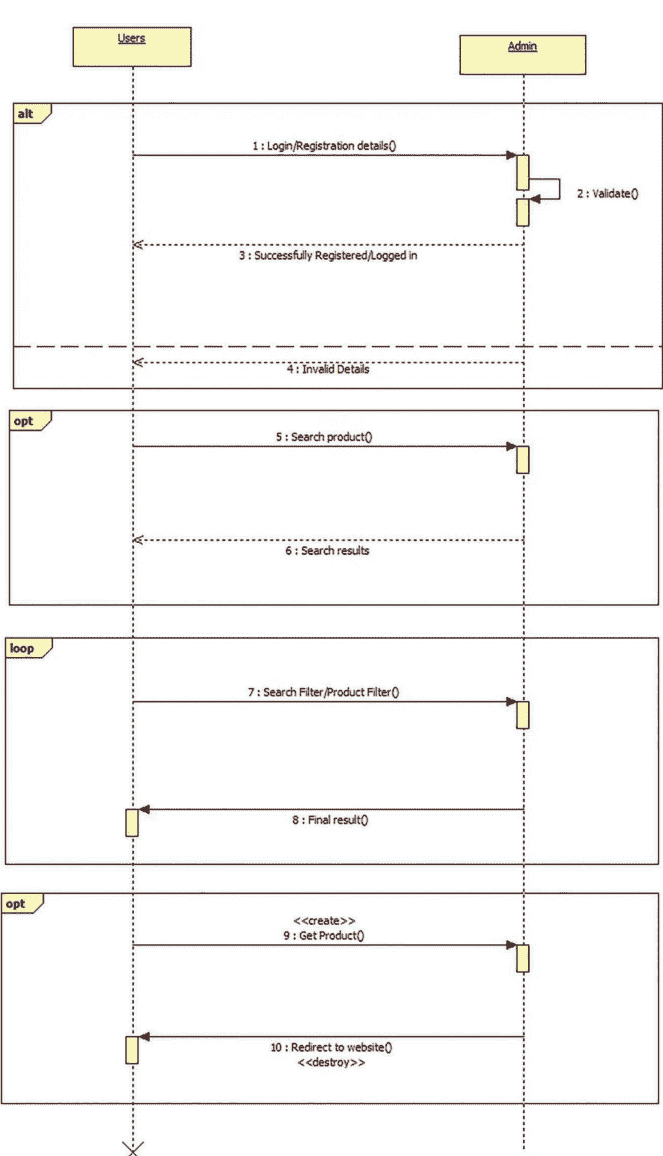 Users
Admin
alt
1 : Login/Registration details()
2 : Validate()
3 : Successfully Registered/Logged in
4 : Invalid Details
opt
5 : Search product()
6 : Search results
loop
7 : Search Filter/Product Filter()
8 : Final result()
opt
<<create>>
9 : Get Product()
10 : Redirect to website()
<<destroy>>